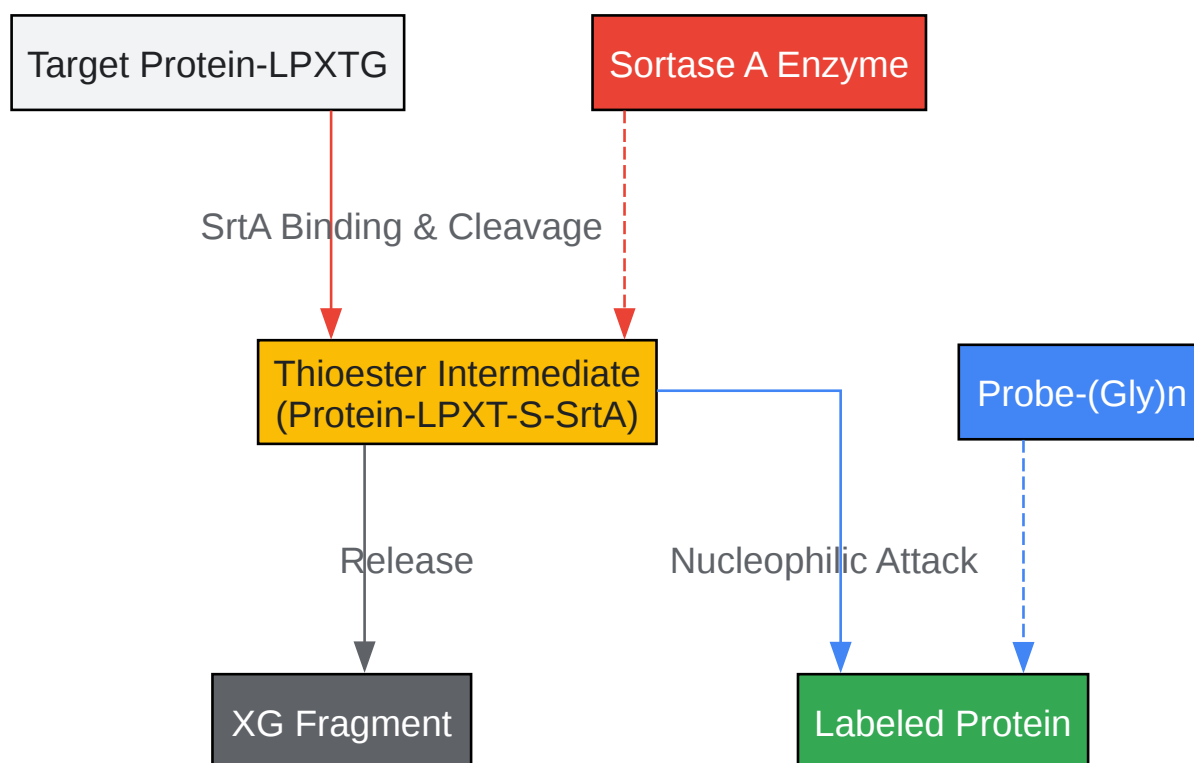 Target Protein-LPXTG
Sortase A Enzyme
SrtA Binding & Cleavage
Thioester Intermediate
(Protein-LPXT-S-SrtA)
Probe-(Gly)n
Release
Nucleophilic Attack
XG Fragment
Labeled Protein